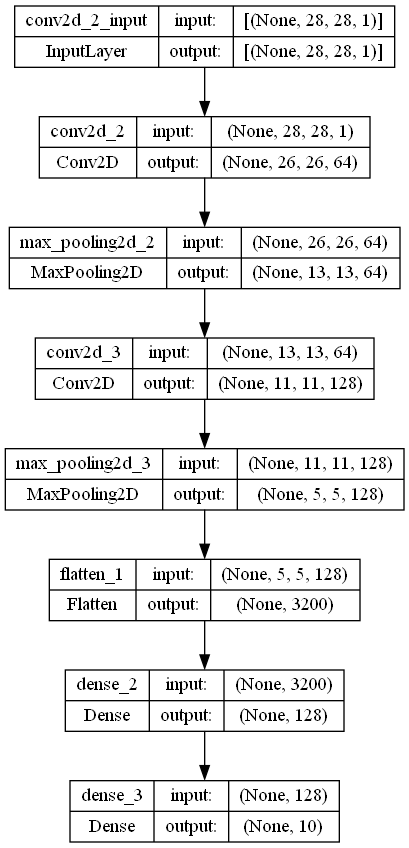 conv2d_2_input input: [(None, 28, 28, 1)]
InputLayer output: [(None, 28, 28, 1)]
conv2d_2 input: (None, 28, 28, 1)
Conv2D output: (None, 26, 26, 64)
max_pooling2d_2 input: (None, 26, 26, 64)
MaxPooling2D output: (None, 13, 13, 64)
conv2d_3 input: (None, 13, 13, 64)
Conv2D output: (None, 11, 11, 128)
max_pooling2d_3 input: (None, 11, 11, 128)
MaxPooling2D output: (None, 5, 5, 128)
flatten_1 input: (None, 5, 5, 128)
Flatten output: (None, 3200)
dense_2 input: (None, 3200)
Dense output: (None, 128)
dense_3 input: (None, 128)
Dense output: (None, 10)